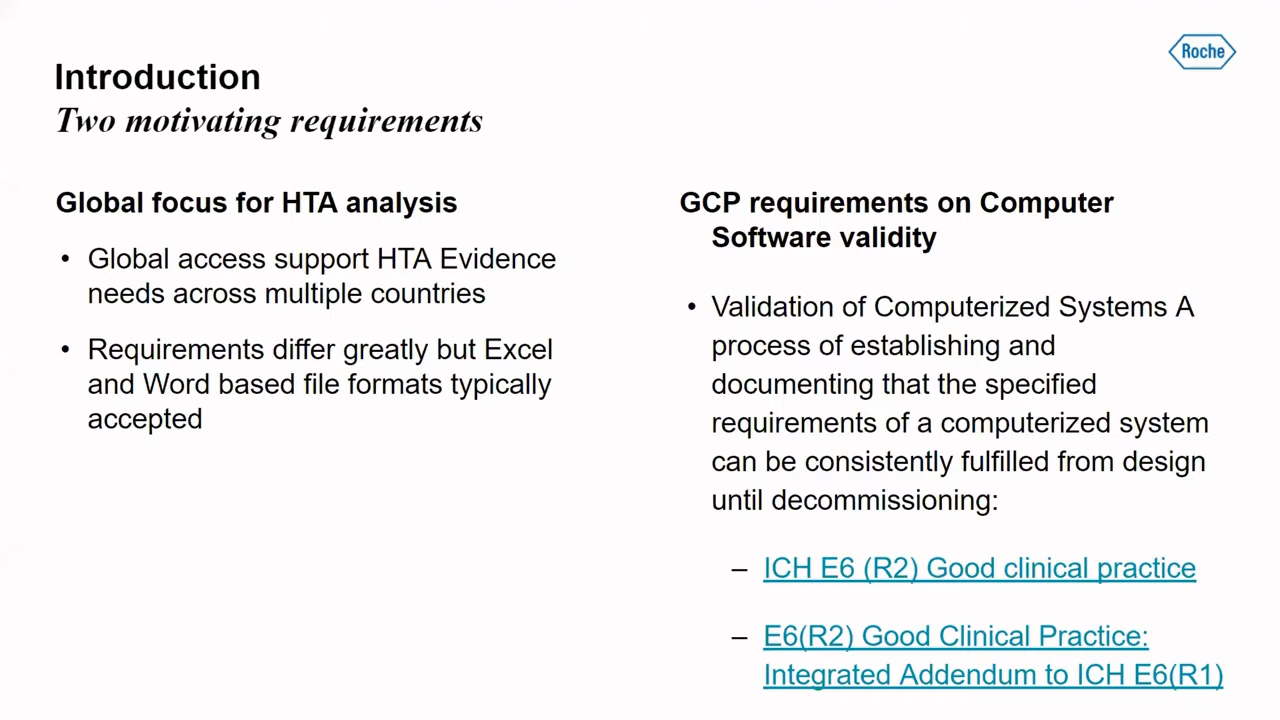 Roche
Introduction
Two motivating requirements
Global focus for HTA analysis
• Global access support HTA Evidence
needs across multiple countries
• Requirements differ greatly but Excel
and Word based file formats typically
accepted
GCP requirements on Computer
Software validity
• Validation of Computerized Systems A
process of establishing and
documenting that the specified
requirements of a computerized system
can be consistently fulfilled from design
until decommissioning:
– ICH E6 (R2) Good clinical practice
– E6(R2) Good Clinical Practice:
Integrated Addendum to ICH E6(R1)